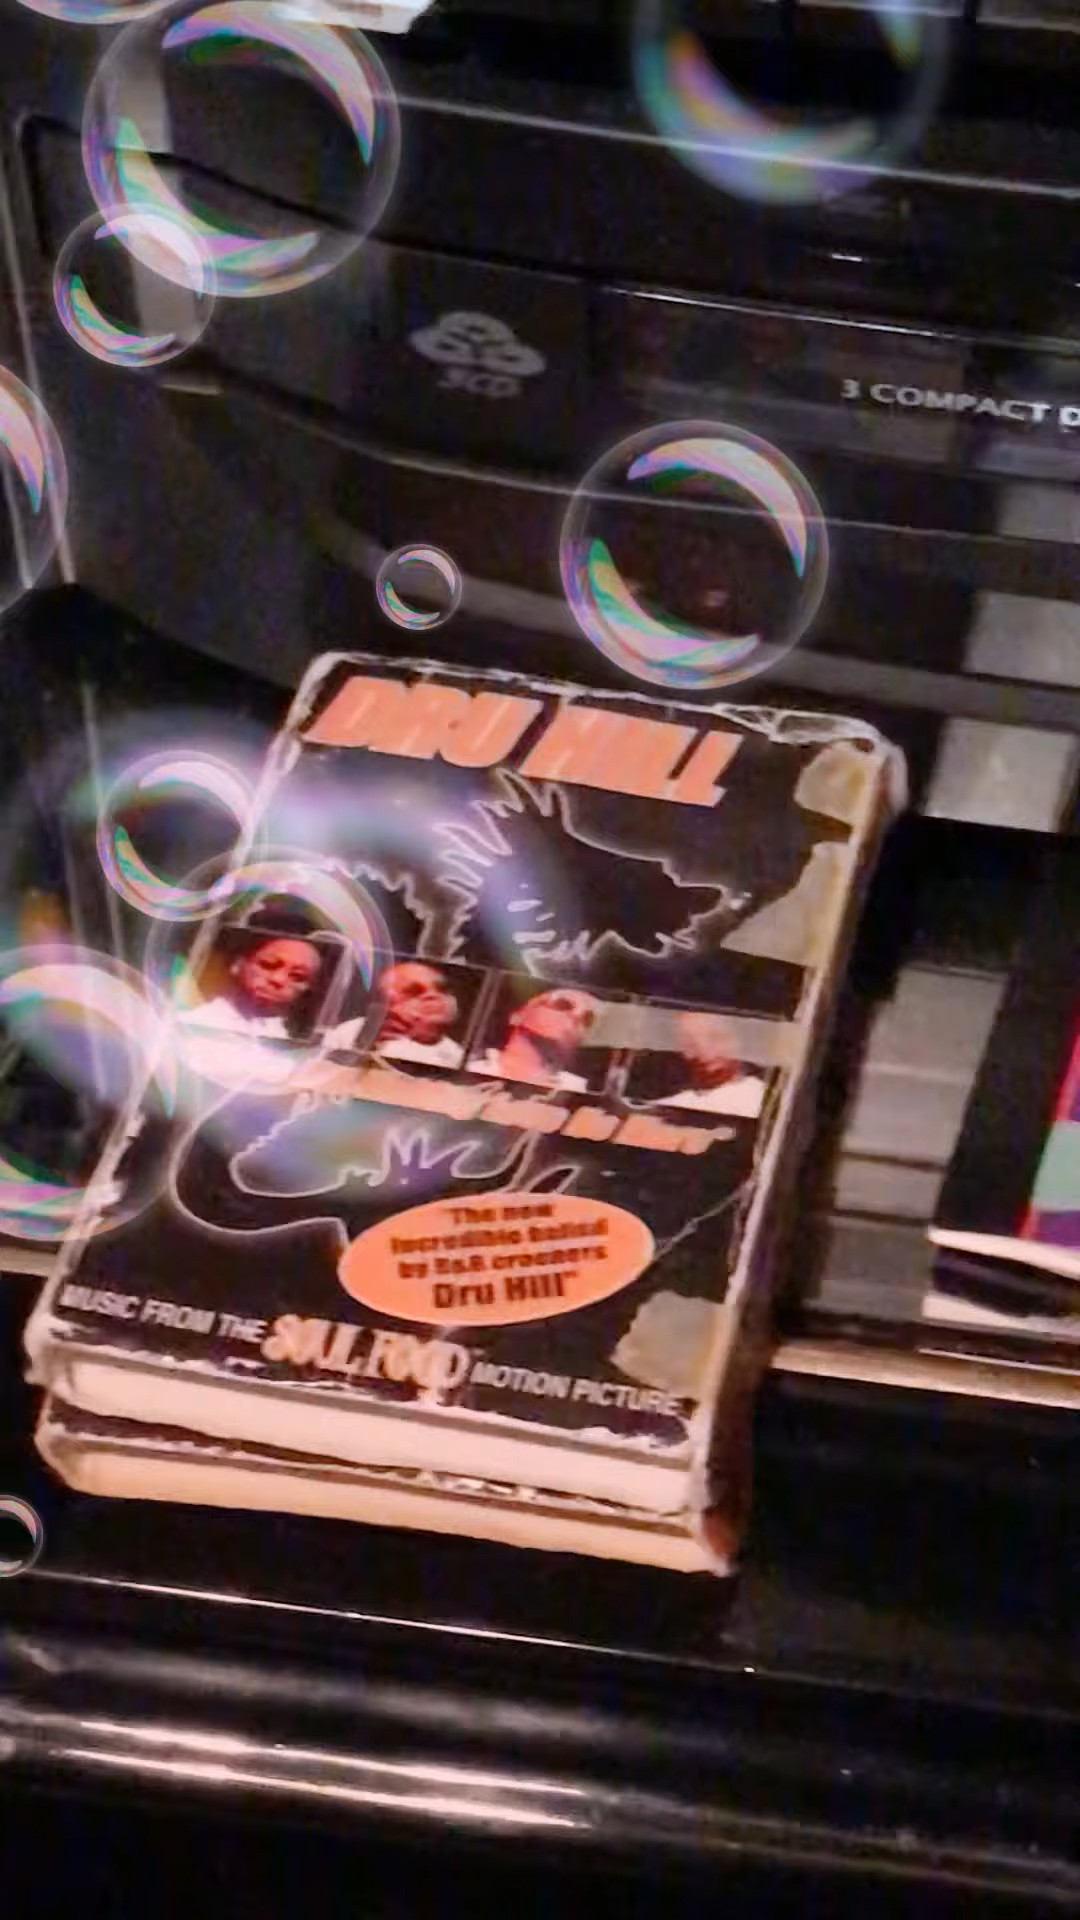 3CD
3 COMPACT D
DRU HILL
"The new
incredible ballad
by R&B crooners
Dru Hill"
MUSIC FROM THE SOUL FOOD MOTION PICTURE